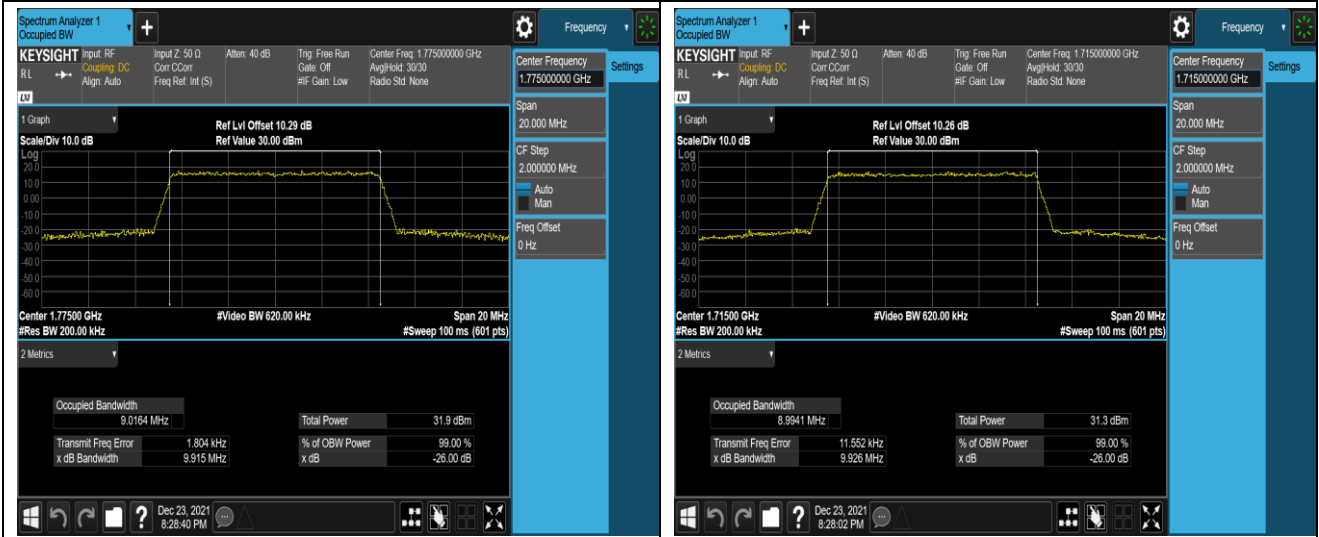 Spectrum Analyzer 1
Occupied BW
+
Frequency
KEYSIGHT Input: RF Input Z: 50 Ω Atten: 40 dB Trig: Free Run Center Freq: 1.775000000 GHz
Coupling: DC Corr CCorr Gate: Off Avg|Hold: 30/30
RL Align: Auto Freq Ref: Int (S) #IF Gain: Low Radio Std: None
LXI
Center Frequency
1.775000000 GHz
Settings
Span
20.000 MHz
CF Step
2.000000 MHz
Auto
Man
Freq Offset
0 Hz
1 Graph
Ref Lvl Offset 10.29 dB
Scale/Div 10.0 dB Ref Value 30.00 dBm
Log
20.0
10.0
0.00
-10.0
-20.0
-30.0
-40.0
-50.0
-60.0
Center 1.77500 GHz #Video BW 620.00 kHz Span 20 MHz
#Res BW 200.00 kHz #Sweep 100 ms (601 pts)
2 Metrics
Occupied Bandwidth
9.0164 MHz Total Power 31.9 dBm
Transmit Freq Error 1.804 kHz % of OBW Power 99.00 %
x dB Bandwidth 9.915 MHz x dB -26.00 dB
? Dec 23, 2021
8:28:40 PM
Spectrum Analyzer 1
Occupied BW
+
Frequency
KEYSIGHT Input: RF Input Z: 50 Ω Atten: 40 dB Trig: Free Run Center Freq: 1.715000000 GHz
Coupling: DC Corr CCorr Gate: Off Avg|Hold: 30/30
RL Align: Auto Freq Ref: Int (S) #IF Gain: Low Radio Std: None
LXI
Center Frequency
1.715000000 GHz
Settings
Span
20.000 MHz
CF Step
2.000000 MHz
Auto
Man
Freq Offset
0 Hz
1 Graph
Ref Lvl Offset 10.26 dB
Scale/Div 10.0 dB Ref Value 30.00 dBm
Log
20.0
10.0
0.00
-10.0
-20.0
-30.0
-40.0
-50.0
-60.0
Center 1.71500 GHz #Video BW 620.00 kHz Span 20 MHz
#Res BW 200.00 kHz #Sweep 100 ms (601 pts)
2 Metrics
Occupied Bandwidth
8.9941 MHz Total Power 31.3 dBm
Transmit Freq Error 11.552 kHz % of OBW Power 99.00 %
x dB Bandwidth 9.926 MHz x dB -26.00 dB
? Dec 23, 2021
8:28:02 PM